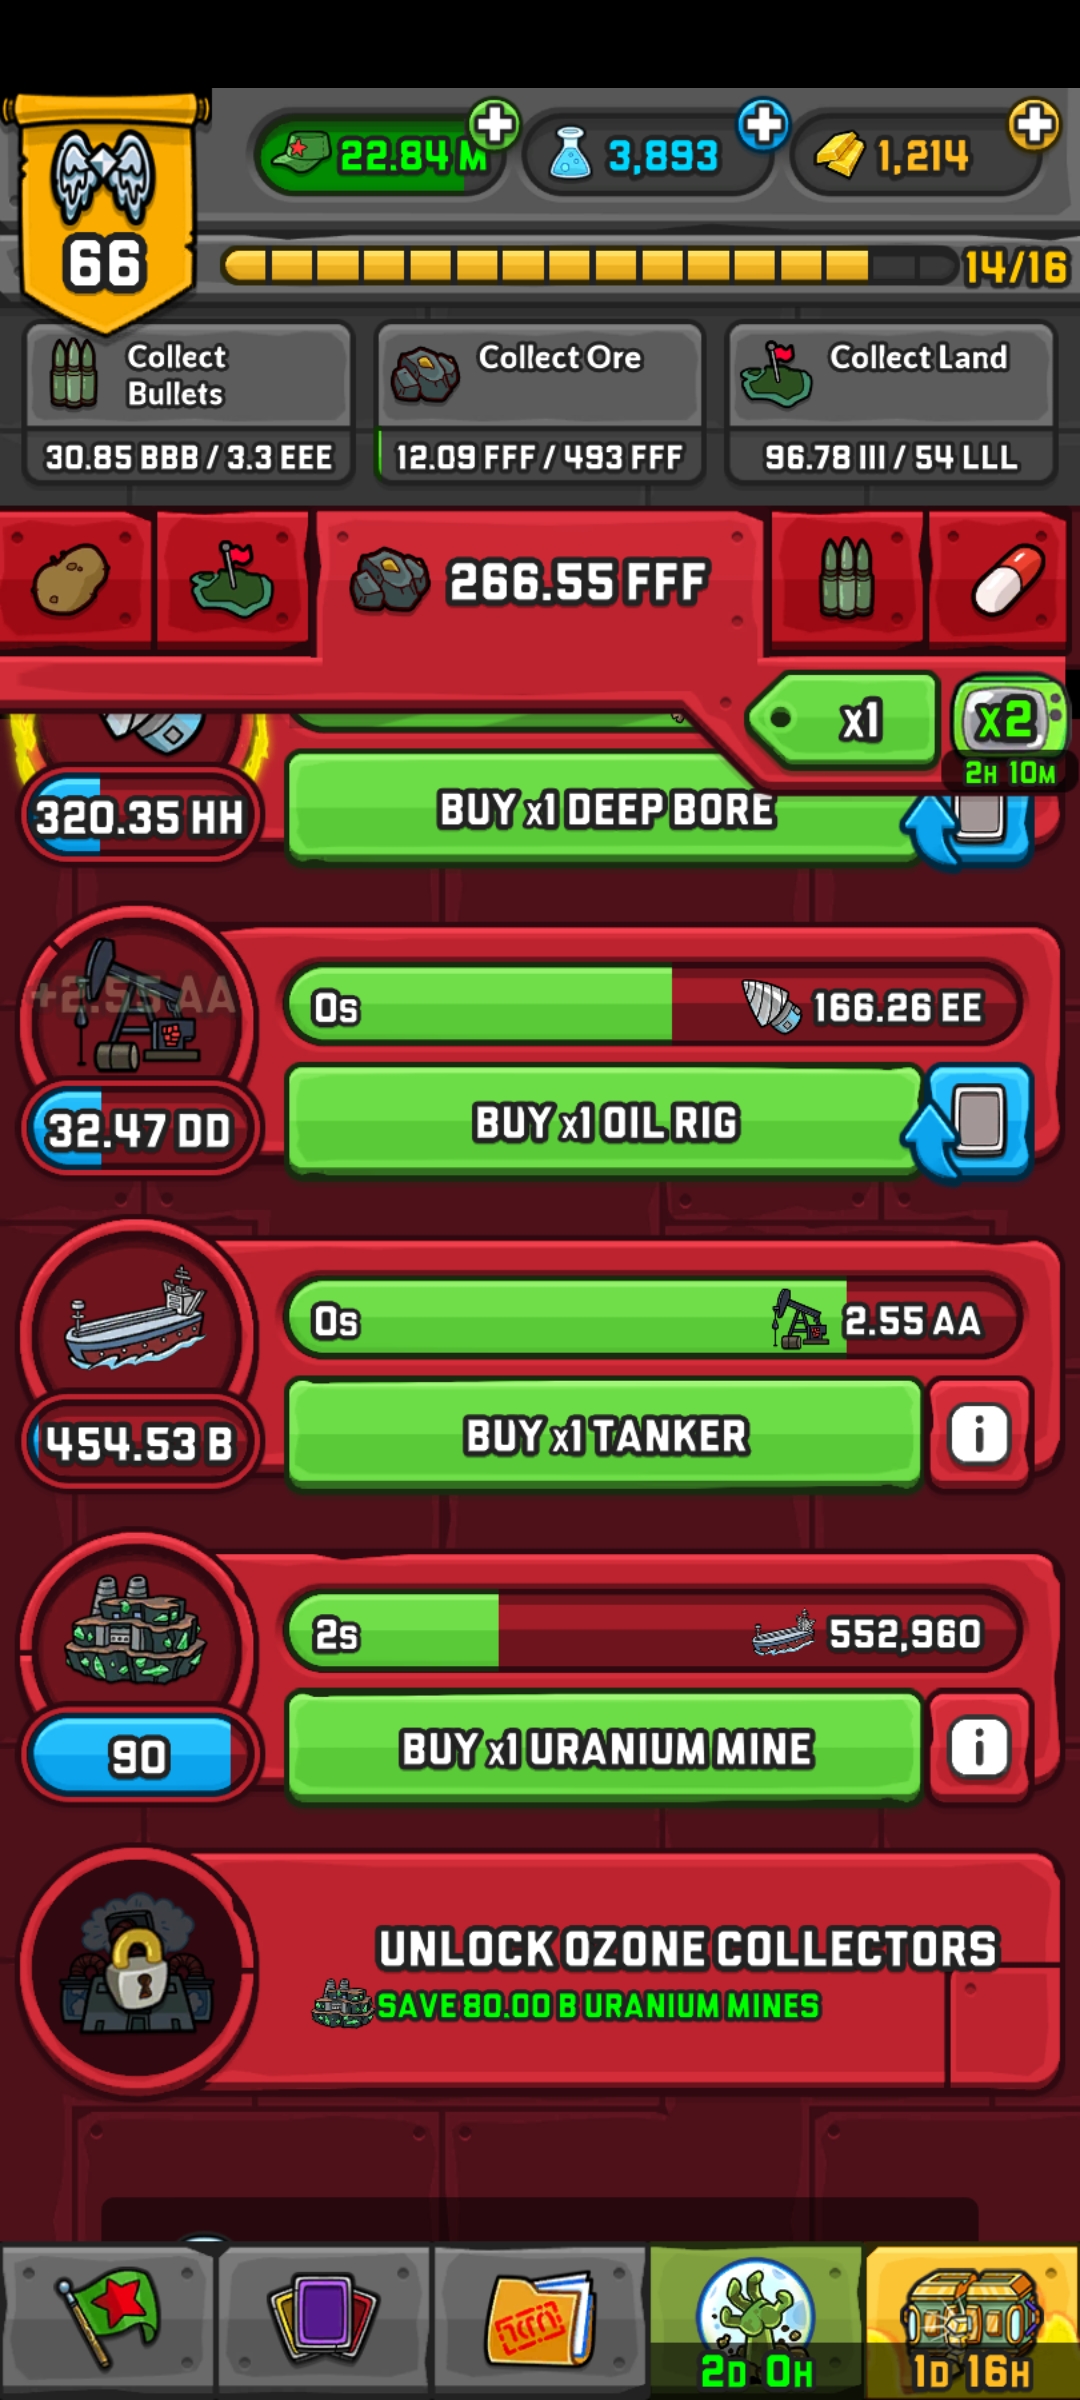 22.84 M
3,893
1,214
66
14/16
Collect
Bullets
Collect Ore
Collect Land
30.85 BBB / 3.3 EEE
12.09 FFF / 493 FFF
96.78 III / 54 LLL
266.55 FFF
x1
x2
2H 10M
320.35 HH
BUY x1 DEEP BORE
+2.55 AA
0s
166.26 EE
32.47 DD
BUY x1 OIL RIG
0s
2.55 AA
454.53 B
BUY x1 TANKER
i
2s
552,960
90
BUY x1 URANIUM MINE
i
UNLOCK OZONE COLLECTORS
SAVE 80.00 B URANIUM MINES
2D 0H
1D 16H